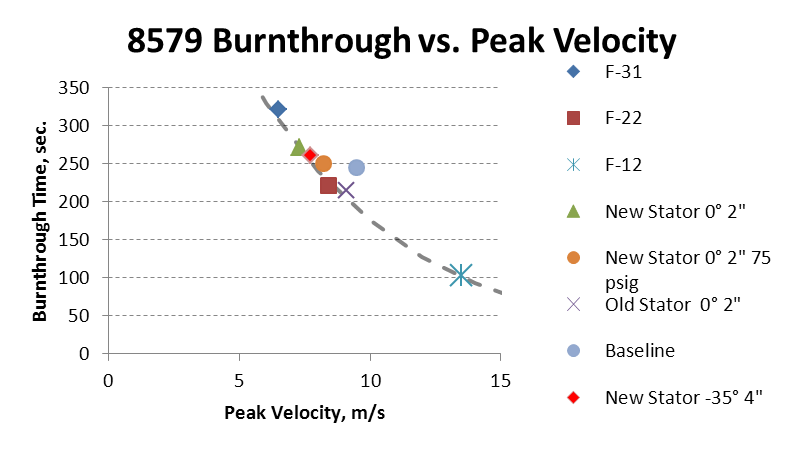 8579 Burnthrough vs. Peak Velocity
350
300
250
200
150
100
50
0
Burnthrough Time, sec.
0 5 10 15
Peak Velocity, m/s
F-31
F-22
F-12
New Stator 0° 2"
New Stator 0° 2" 75
psig
Old Stator  0° 2"
Baseline
New Stator -35° 4"